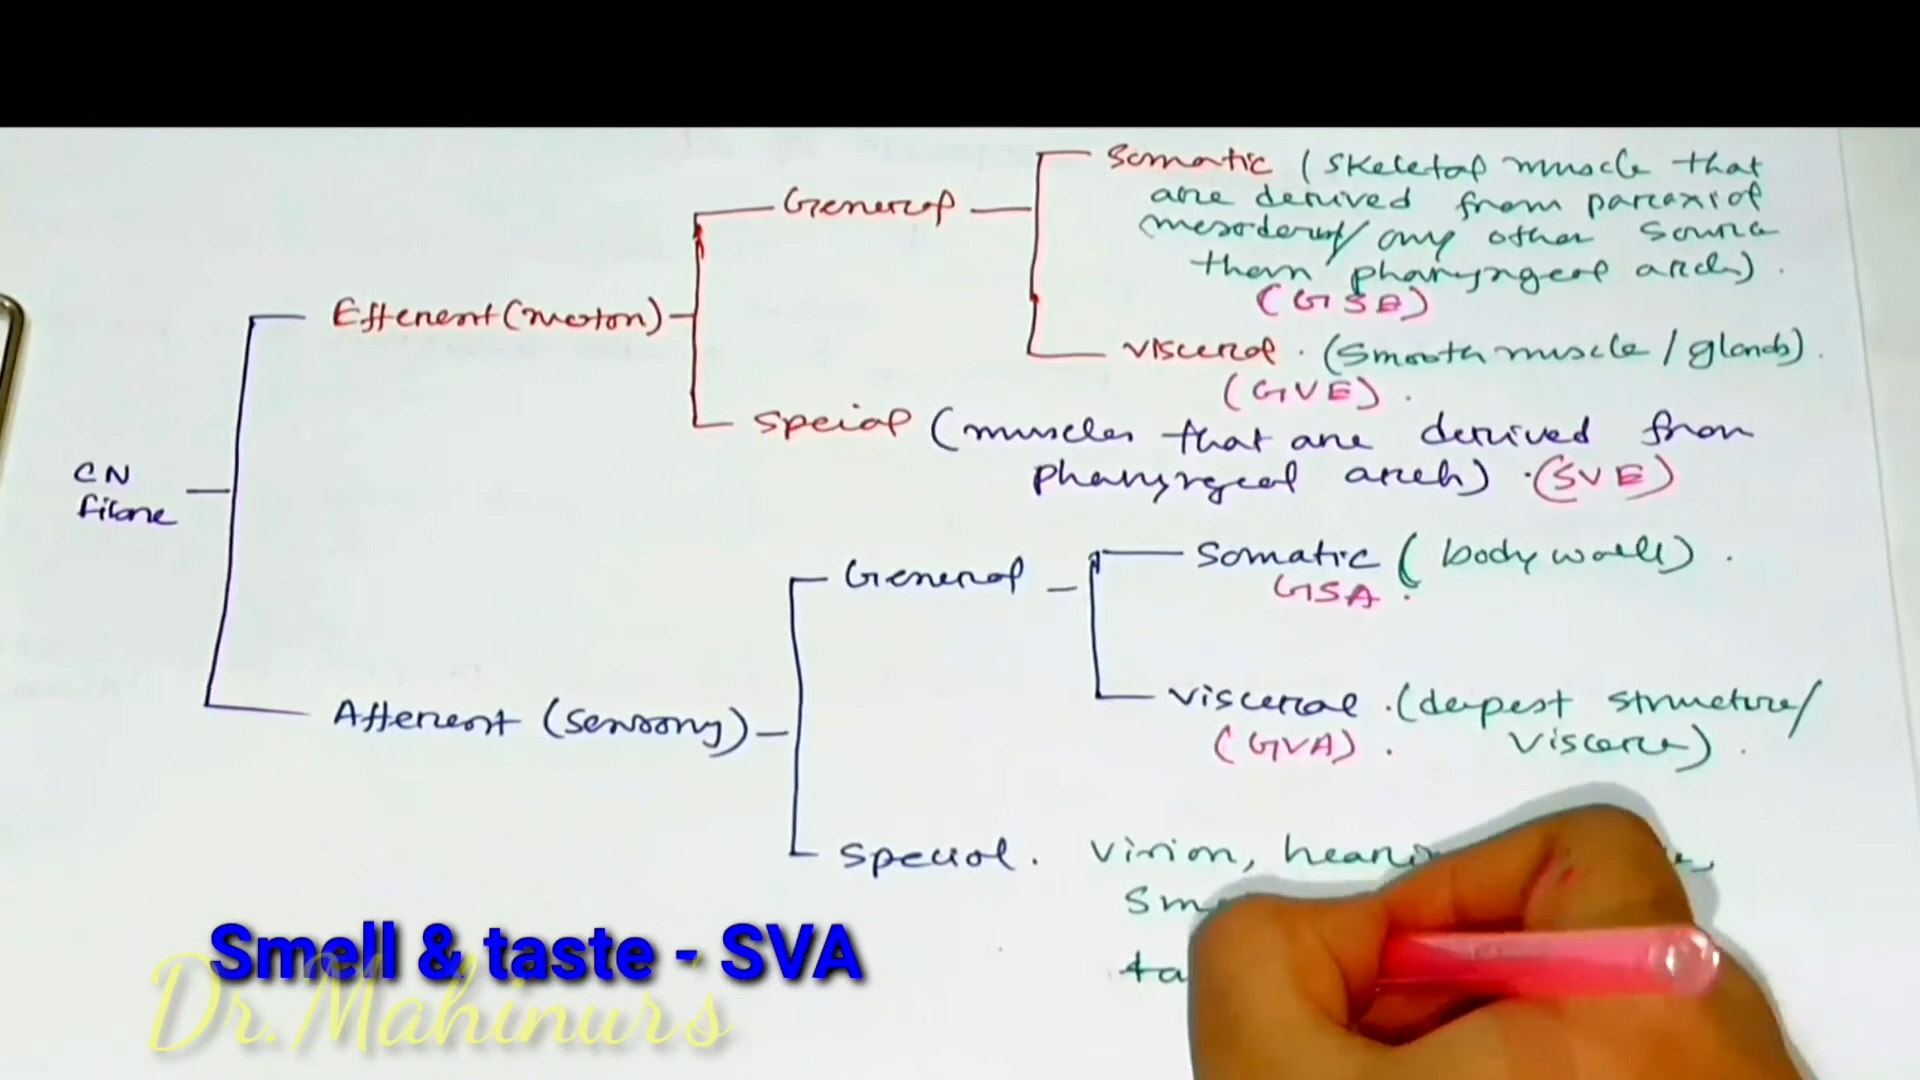 Somatic (skeletal muscle that
are derived from paraxial
mesoderm/ any other source
than pharyngeal arch).
(GSE)
General
Efferent (motor)
visceral. (smooth muscle/glands).
(GVE).
speial (muscles that are derived from
pharyngeal arch). (SVE)
CN
fibre
General
Somatic (body wall).
GSA.
Afferent (sensory)
visceral. (deepest structure/
viscera).
(GVA).
special. vision,
Smell & taste - SVA
Dr.Mahinur's